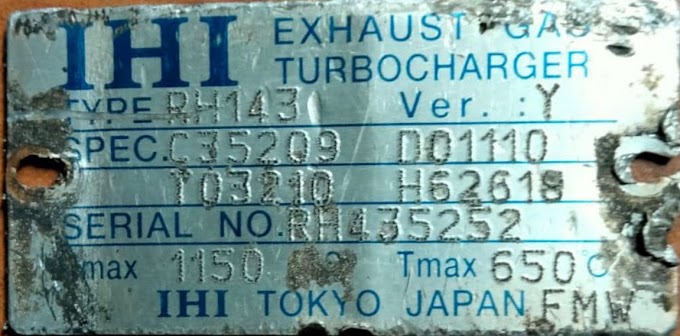 IHI EXHAUST GAS
TURBOCHARGER
TYPE RH143 Ver. : Y
SPEC. C35209 D01110
T03210 H62618
SERIAL NO. RH435252
max 1150 Tmax 650°C
IHI TOKYO JAPAN FMW